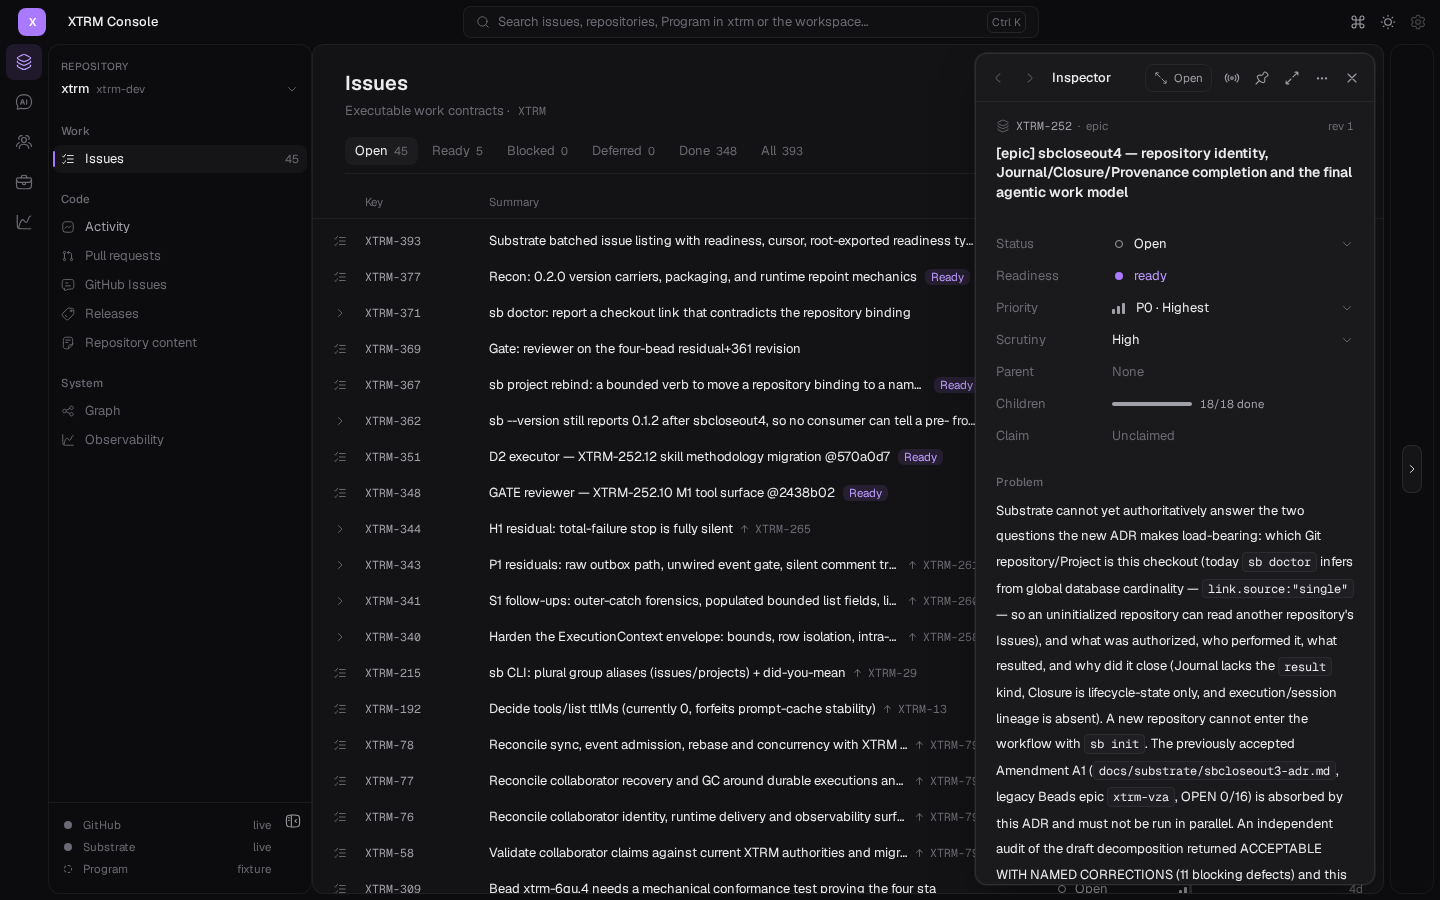 X
XTRM Console
Search issues, repositories, Program in xtrm or the workspace...
Ctrl K
REPOSITORY
xtrm xtrm-dev
Work
Issues 45
Code
Activity
Pull requests
GitHub Issues
Releases
Repository content
System
Graph
Observability
GitHub live
Substrate live
Program fixture
Issues
Executable work contracts · XTRM
Open 45 Ready 5 Blocked 0 Deferred 0 Done 348 All 393
Key Summary
XTRM-393 Substrate batched issue listing with readiness, cursor, root-exported readiness ty...
XTRM-377 Recon: 0.2.0 version carriers, packaging, and runtime repoint mechanics Ready
XTRM-371 sb doctor: report a checkout link that contradicts the repository binding
XTRM-369 Gate: reviewer on the four-bead residual+361 revision
XTRM-367 sb project rebind: a bounded verb to move a repository binding to a nam... Ready
XTRM-362 sb --version still reports 0.1.2 after sbcloseout4, so no consumer can tell a pre- fro...
XTRM-351 D2 executor — XTRM-252.12 skill methodology migration @570a0d7 Ready
XTRM-348 GATE reviewer — XTRM-252.10 M1 tool surface @2438b02 Ready
XTRM-344 H1 residual: total-failure stop is fully silent ↑ XTRM-265
XTRM-343 P1 residuals: raw outbox path, unwired event gate, silent comment tr... ↑ XTRM-261
XTRM-341 S1 follow-ups: outer-catch forensics, populated bounded list fields, li... ↑ XTRM-260
XTRM-340 Harden the ExecutionContext envelope: bounds, row isolation, intra-... ↑ XTRM-258
XTRM-215 sb CLI: plural group aliases (issues/projects) + did-you-mean ↑ XTRM-29
XTRM-192 Decide tools/list ttlMs (currently 0, forfeits prompt-cache stability) ↑ XTRM-13
XTRM-78 Reconcile sync, event admission, rebase and concurrency with XTRM ... ↑ XTRM-79
XTRM-77 Reconcile collaborator recovery and GC around durable executions an... ↑ XTRM-79
XTRM-76 Reconcile collaborator identity, runtime delivery and observability surf... ↑ XTRM-79
XTRM-58 Validate collaborator claims against current XTRM authorities and migr... ↑ XTRM-79
XTRM-309 Bead xtrm-6qu.4 needs a mechanical conformance test proving the four sta Open 4d
Inspector
Open
XTRM-252 · epic rev 1
[epic] sbcloseout4 — repository identity,
Journal/Closure/Provenance completion and the final
agentic work model
Status Open
Readiness ready
Priority P0 · Highest
Scrutiny High
Parent None
Children 18/18 done
Claim Unclaimed
Problem
Substrate cannot yet authoritatively answer the two
questions the new ADR makes load-bearing: which Git
repository/Project is this checkout (today sb doctor infers
from global database cardinality — link.source:"single"
— so an uninitialized repository can read another repository's
Issues), and what was authorized, who performed it, what
resulted, and why did it close (Journal lacks the result
kind, Closure is lifecycle-state only, and execution/session
lineage is absent). A new repository cannot enter the
workflow with sb init. The previously accepted
Amendment A1 (docs/substrate/sbcloseout3-adr.md,
legacy Beads epic xtrm-vza, OPEN 0/16) is absorbed by
this ADR and must not be run in parallel. An independent
audit of the draft decomposition returned ACCEPTABLE
WITH NAMED CORRECTIONS (11 blocking defects) and this